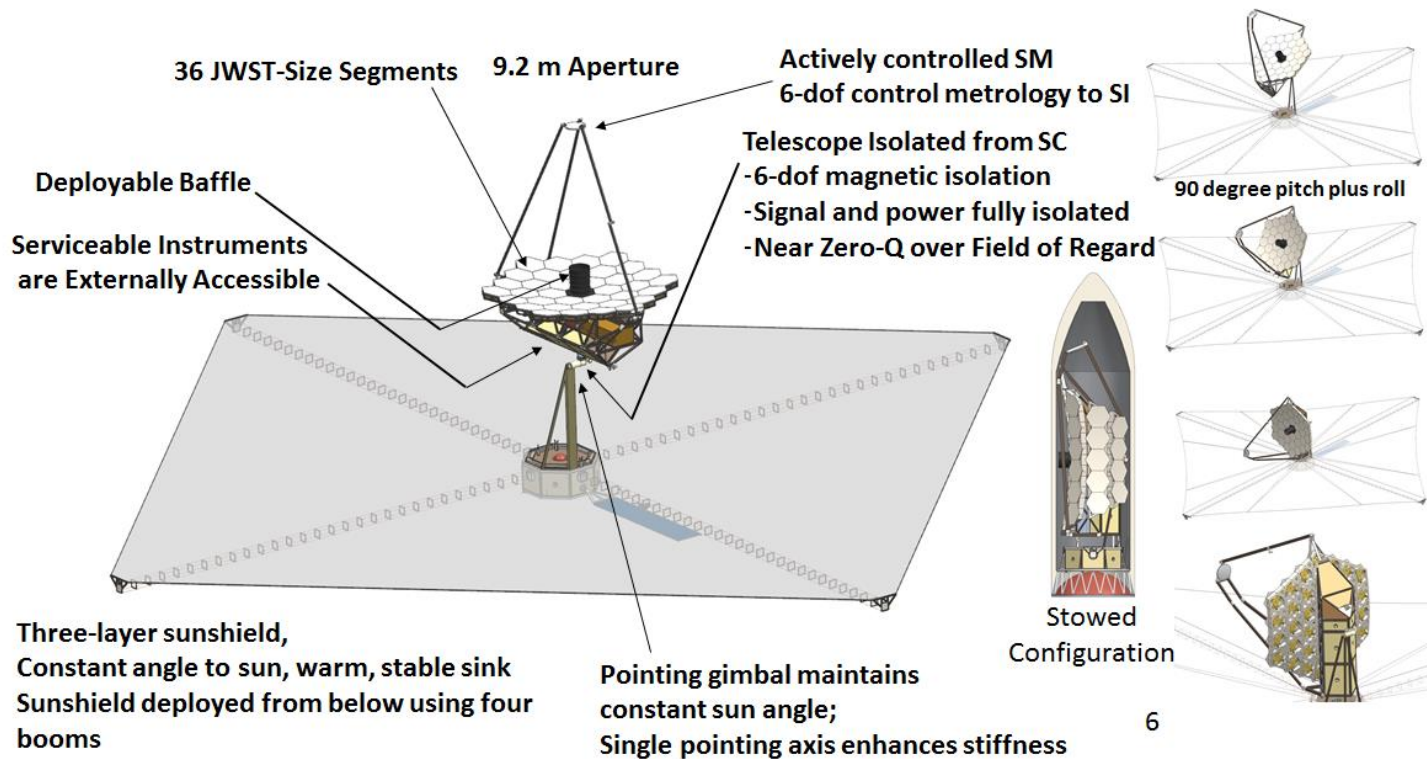 36 JWST-Size Segments
9.2 m Aperture
Actively controlled SM
6-dof control metrology to SI
Telescope Isolated from SC
-6-dof magnetic isolation
-Signal and power fully isolated
-Near Zero-Q over Field of Regard
Deployable Baffle
Serviceable Instruments
are Externally Accessible
90 degree pitch plus roll
Stowed
Configuration
Three-layer sunshield,
Constant angle to sun, warm, stable sink
Sunshield deployed from below using four
booms
Pointing gimbal maintains
constant sun angle;
Single pointing axis enhances stiffness
6